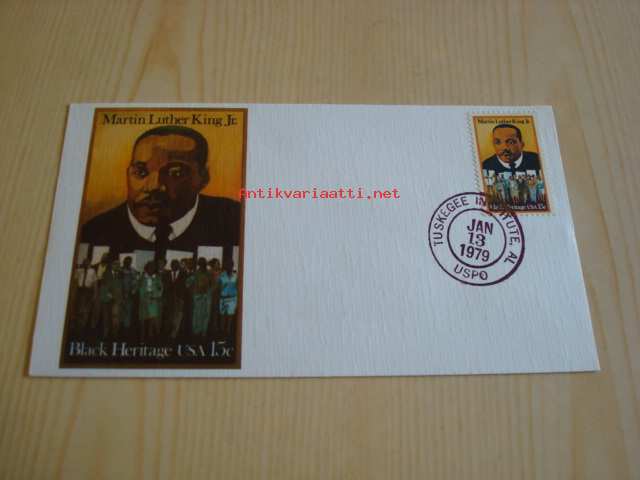 Martin Luther King Jr.
Black Heritage USA 15c
Martin Luther King Jr.
Black Heritage USA 15c
TUSKEGEE INSTITUTE, AL
JAN
13
1979
USPO
antikvariaatti.net